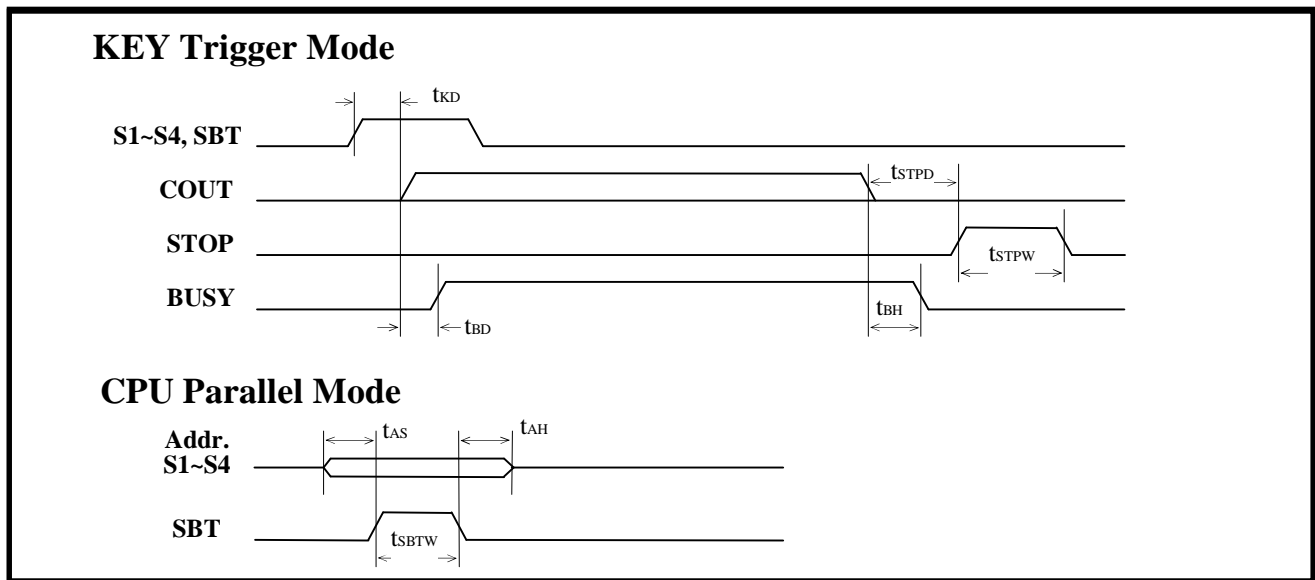 KEY Trigger Mode
tKD
S1~S4, SBT
COUT
tSTPD
STOP
tSTPW
BUSY
tBD
tBH
CPU Parallel Mode
Addr.
S1~S4
tAS
tAH
SBT
tSBTW